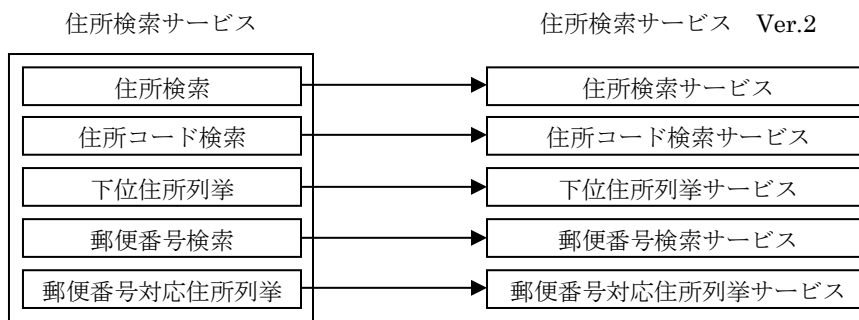 住所検索サービス
住所検索サービス Ver.2
住所検索
住所検索サービス
住所コード検索
住所コード検索サービス
下位住所列挙
下位住所列挙サービス
郵便番号検索
郵便番号検索サービス
郵便番号対応住所列挙
郵便番号対応住所列挙サービス